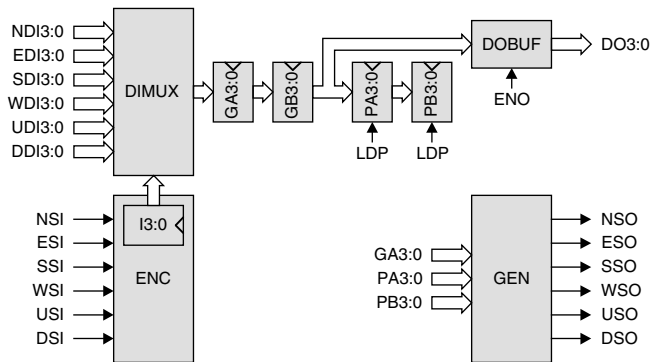 NDI3:0
EDI3:0
SDI3:0
WDI3:0
UDI3:0
DDI3:0
DIMUX
GA3:0
GB3:0
PA3:0
PB3:0
LDP
LDP
DOBUF
DO3:0
ENO
NSI
ESI
SSI
WSI
USI
DSI
I3:0
ENC
GA3:0
PA3:0
PB3:0
GEN
NSO
ESO
SSO
WSO
USO
DSO